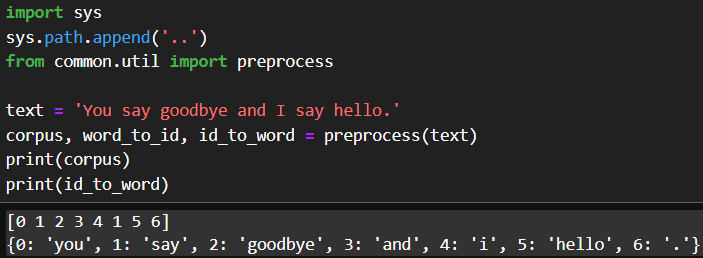 import sys
sys.path.append('..')
from common.util import preprocess
text = 'You say goodbye and I say hello.'
corpus, word_to_id, id_to_word = preprocess(text)
print(corpus)
print(id_to_word)
[0 1 2 3 4 1 5 6]
{0: 'you', 1: 'say', 2: 'goodbye', 3: 'and', 4: 'i', 5: 'hello', 6: '.'}